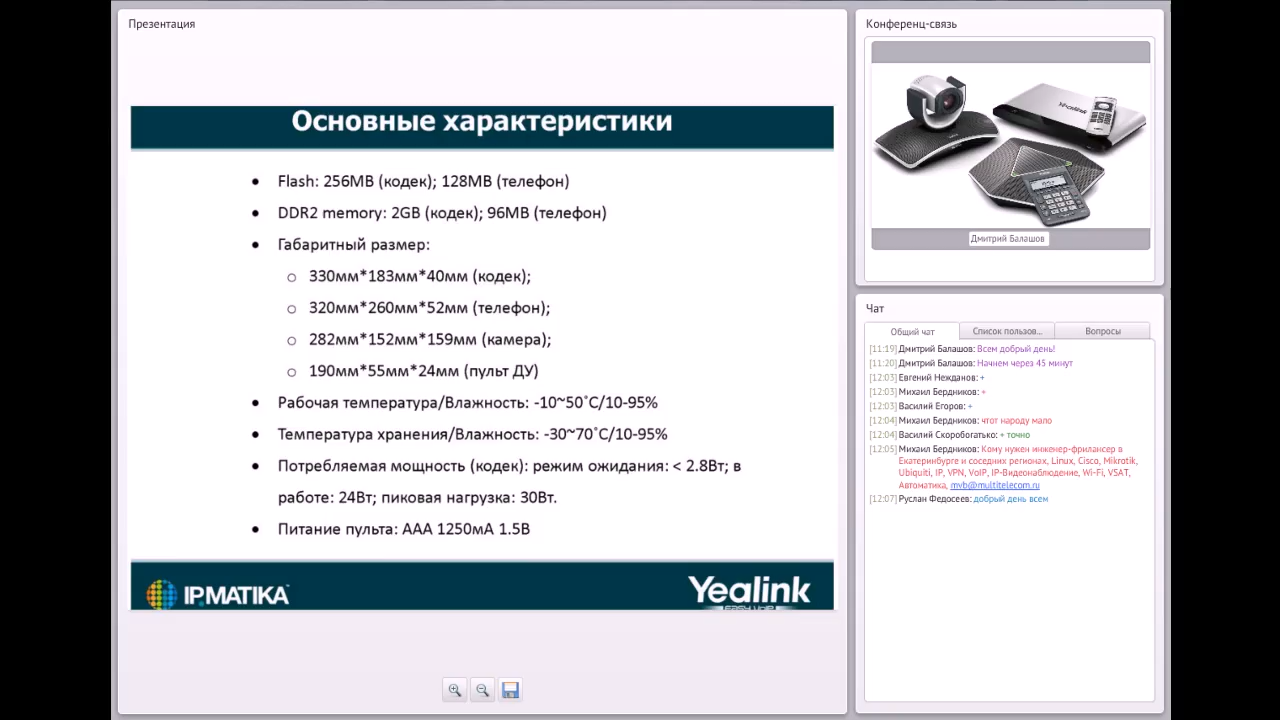 Презентация
Основные характеристики
• Flash: 256MB (кодек); 128MB (телефон)
• DDR2 memory: 2GB (кодек); 96MB (телефон)
• Габаритный размер:
o 330мм*183мм*40мм (кодек);
o 320мм*260мм*52мм (телефон);
o 282мм*152мм*159мм (камера);
o 190мм*55мм*24мм (пульт ДУ)
• Рабочая температура/Влажность: -10~50˚C/10-95%
• Температура хранения/Влажность: -30~70˚C/10-95%
• Потребляемая мощность (кодек): режим ожидания: < 2.8Вт; в
работе: 24Вт; пиковая нагрузка: 30Вт.
• Питание пульта: AAA 1250мА 1.5В
IPMATIKA
Yealink
EASY VoIP
Конференц-связь
Yealink
Дмитрий Балашов
Чат
Общий чат
Список пользов...
Вопросы
[11:19] Дмитрий Балашов: Всем добрый день!
[11:20] Дмитрий Балашов: Начнем через 45 минут
[12:03] Евгений Нежданов: +
[12:03] Михаил Бердников: +
[12:03] Василий Егоров: +
[12:04] Михаил Бердников: чтот народу мало
[12:04] Василий Скоробогатько: + точно
[12:05] Михаил Бердников: Кому нужен инженер-фрилансер в
Екатеринбурге и соседних регионах, Linux, Cisco, Mikrotik,
Ubiquiti, IP, VPN, VoIP, IP-Видеонаблюдение, Wi-Fi, VSAT,
Автоматика, mvb@multitelecom.ru
[12:07] Руслан Федосеев: добрый день всем